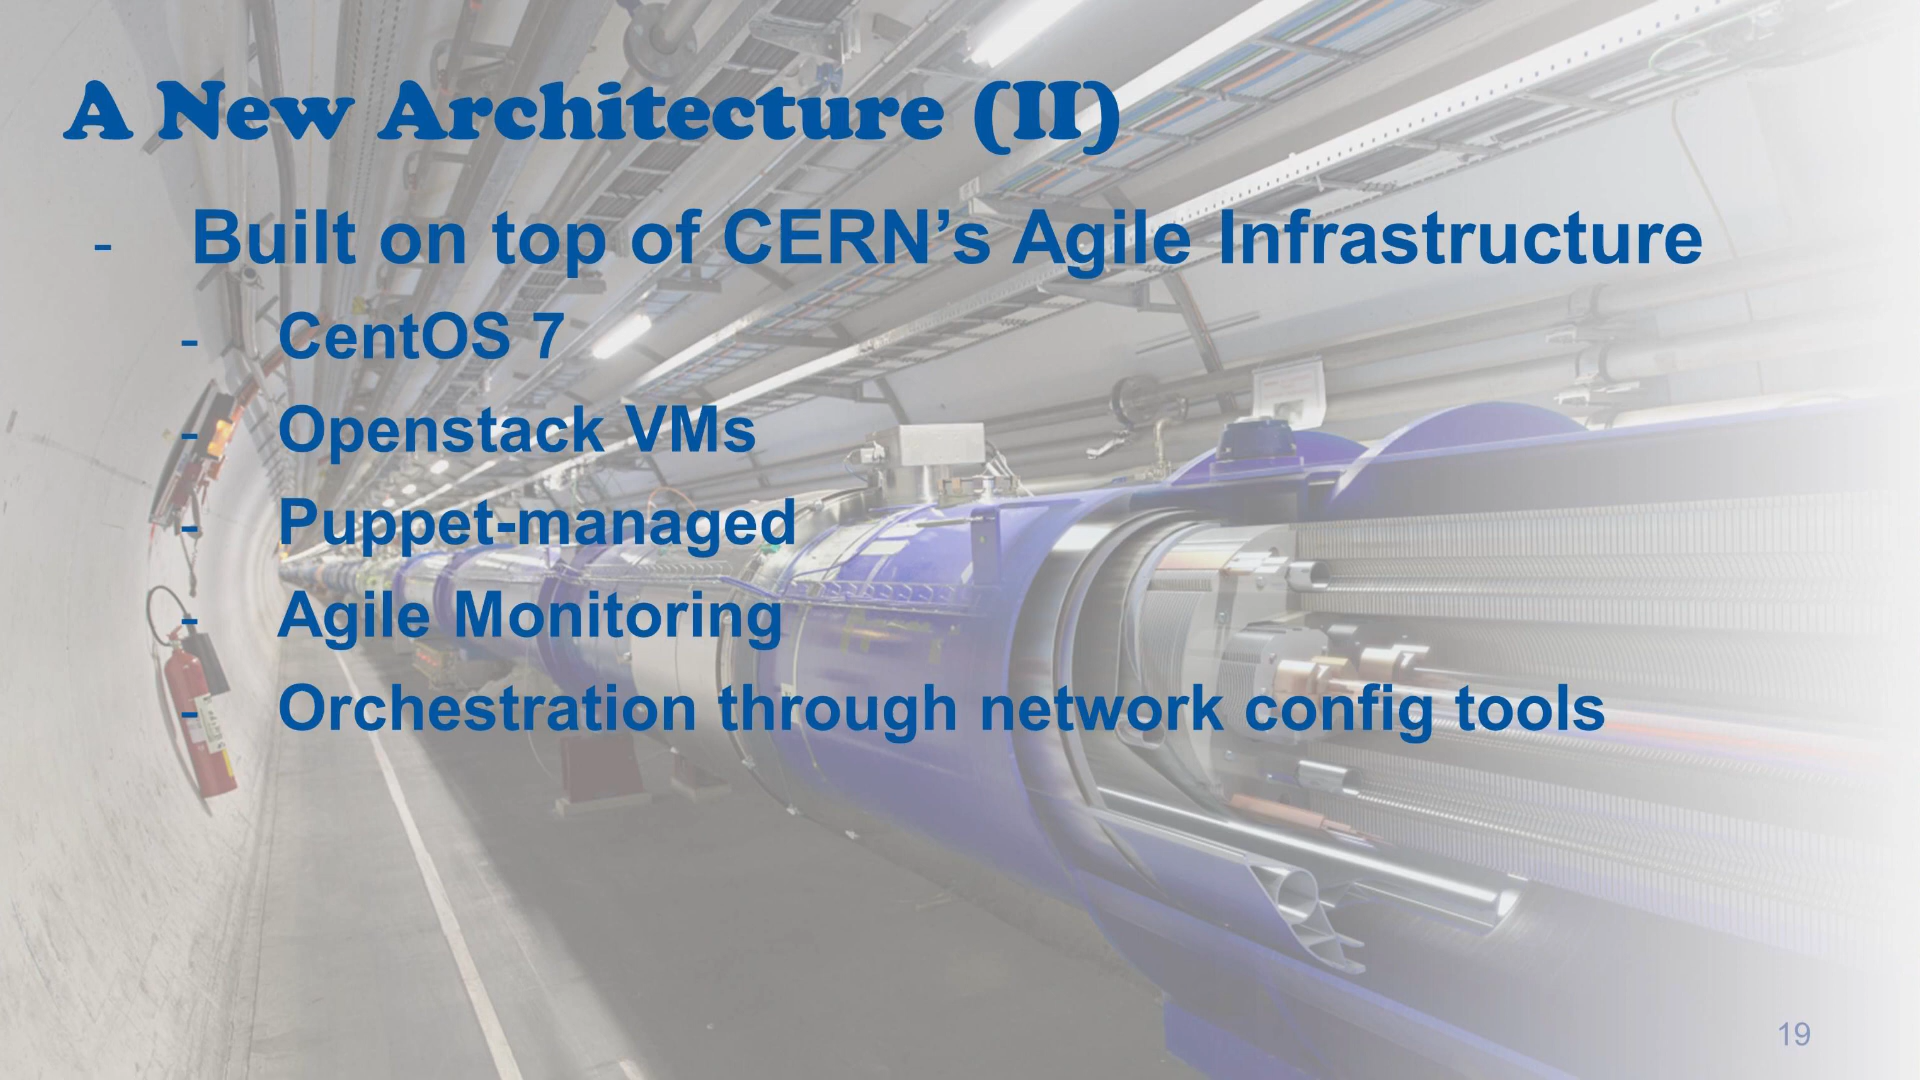 A New Architecture (II)
- Built on top of CERN’s Agile Infrastructure
- CentOS 7
- Openstack VMs
- Puppet-managed
- Agile Monitoring
- Orchestration through network config tools
19